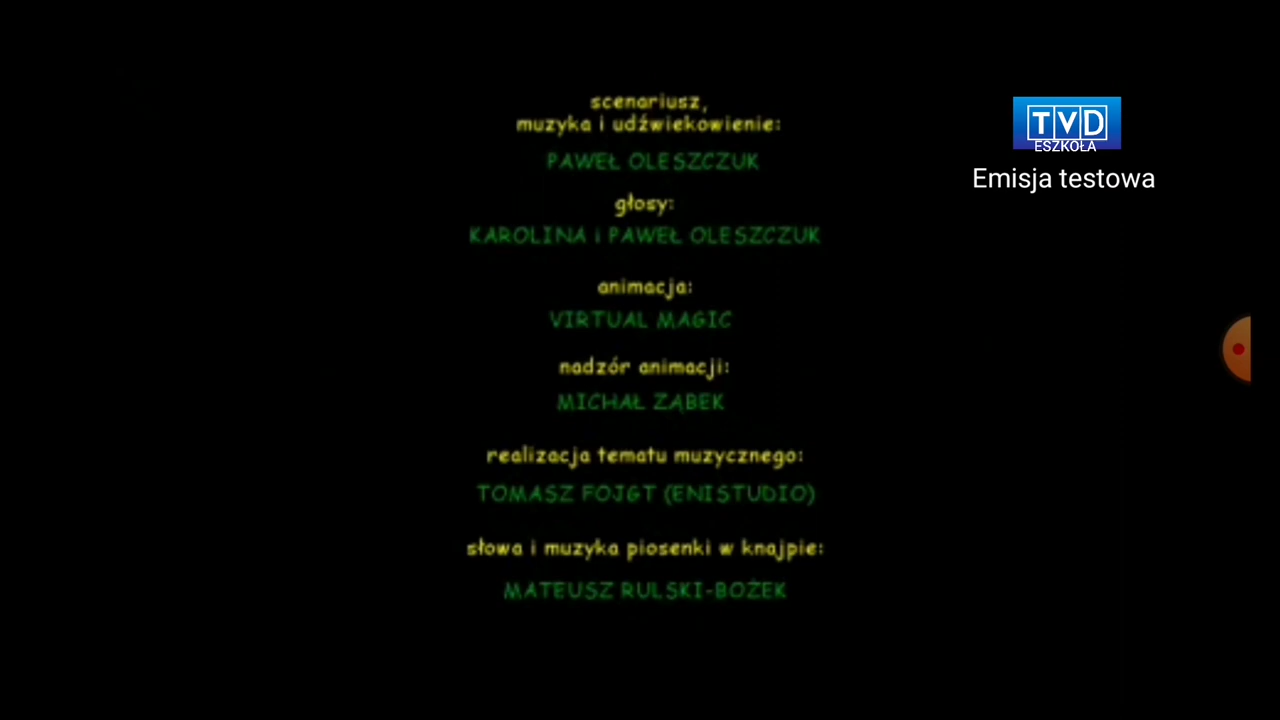 scenariusz,
muzyka i udźwiekowienie:
PAWEŁ OLESZCZUK
głosy:
KAROLINA i PAWEŁ OLESZCZUK
animacja:
VIRTUAL MAGIC
nadzór animacji:
MICHAŁ ZĄBEK
realizacja tematu muzycznego:
TOMASZ FOJGT (ENISTUDIO)
słowa i muzyka piosenki w knajpie:
MATEUSZ RULSKI-BOŻEK
TVD
ESZKOŁA
Emisja testowa